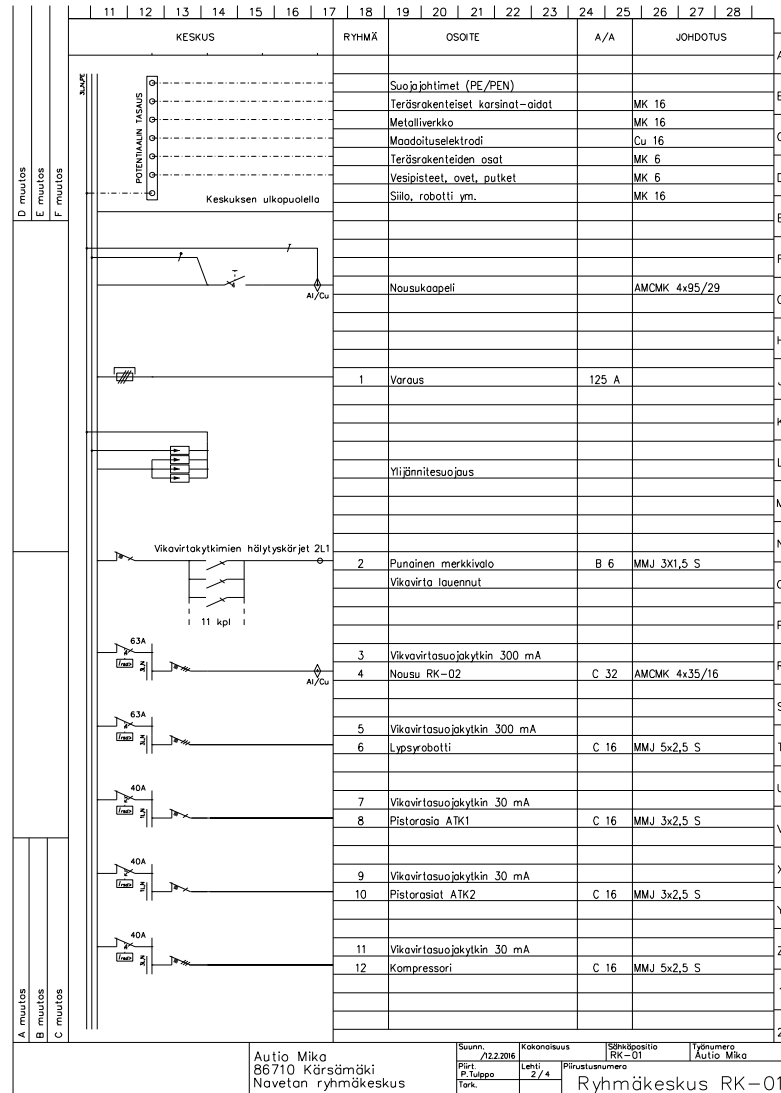 11 12 13 14 15 16 17 18 19 20 21 22 23 24 25 26 27 28
KESKUS RYHMÄ OSOITE A/A JOHDOTUS
3L,N,PE
POTENTIAALIN TASAUS
Suojajohtimet (PE/PEN)
Teräsrakenteiset karsinat-aidat MK 16
Metalliverkko MK 16
Maadoituselektrodi Cu 16
Teräsrakenteiden osat MK 6
Vesipisteet, ovet, putket MK 6
Keskuksen ulkopuolella Siilo, robotti ym. MK 16
Nousukaapeli AMCMK 4x95/29
Al/Cu
1 Varaus 125 A
Ylijännitesuojaus
Vikavirtakytkimien hälytyskärjet 2L1
2 Punainen merkkivalo B 6 MMJ 3X1,5 S
Vikavirta lauennut
11 kpl
63A
3 Vikvavirtasuojakytkin 300 mA
3L,N
4 Nousu RK-02 C 32 AMCMK 4x35/16
Al/Cu
63A
5 Vikavirtasuojakytkin 300 mA
3L,N
6 Lypsyrobotti C 16 MMJ 5x2,5 S
40A
7 Vikavirtasuojakytkin 30 mA
1L,N
8 Pistorasia ATK1 C 16 MMJ 3x2,5 S
40A
9 Vikavirtasuojakytkin 30 mA
1L,N
10 Pistorasiat ATK2 C 16 MMJ 3x2,5 S
40A
11 Vikavirtasuojakytkin 30 mA
3L,N
12 Kompressori C 16 MMJ 5x2,5 S
D muutos
E muutos
F muutos
A muutos
B muutos
C muutos
Autio Mika
86710 Kärsämäki
Navetan ryhmäkeskus
Suunn. /12.2.2016
Kokonaisuus
Sähköpositio RK-01
Työnumero Autio Mika
Piirt. P.Tulppo
Lehti 2/4
Piirustusnumero
Tark.
Ryhmäkeskus RK-01